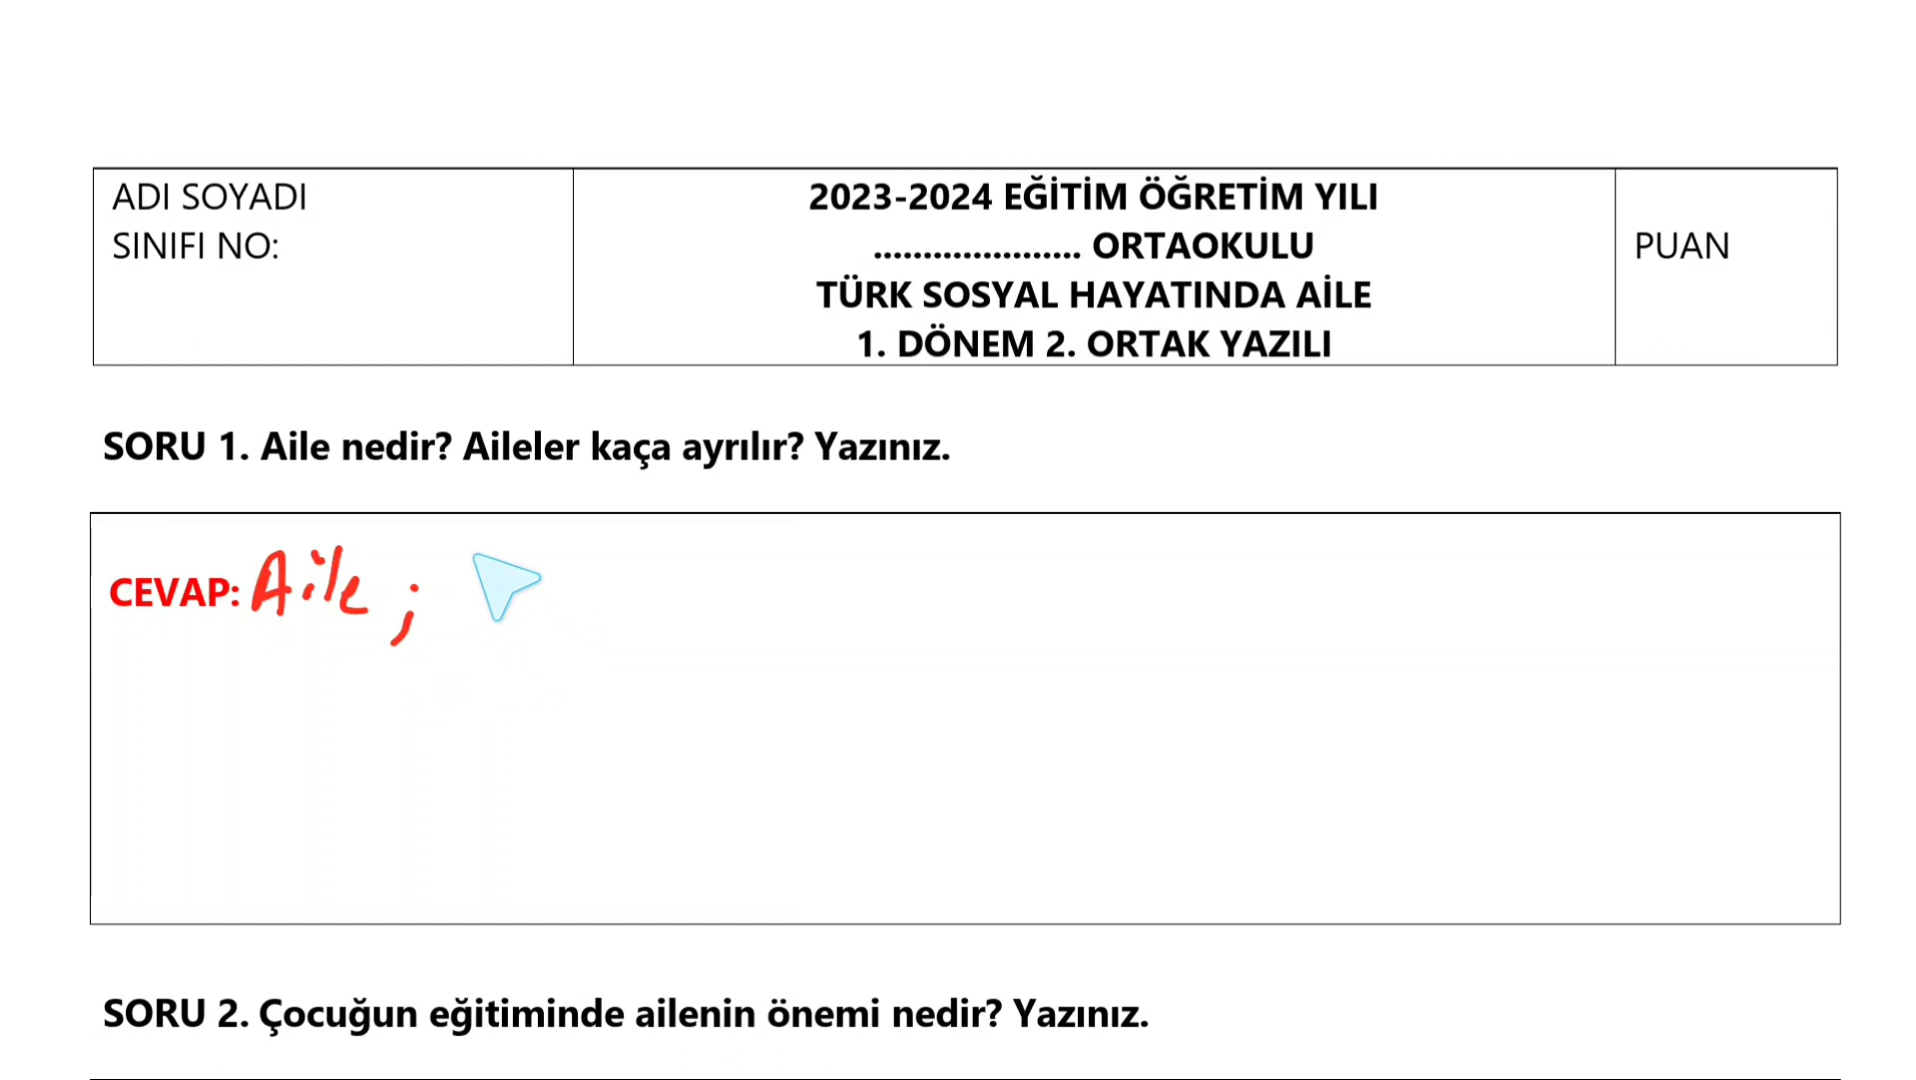 ADI SOYADI
SINIFI NO:
2023-2024 EĞİTİM ÖĞRETİM YILI
..................... ORTAOKULU
TÜRK SOSYAL HAYATINDA AİLE
1. DÖNEM 2. ORTAK YAZILI
PUAN
SORU 1. Aile nedir? Aileler kaça ayrılır? Yazınız.
CEVAP: Aile ;
SORU 2. Çocuğun eğitiminde ailenin önemi nedir? Yazınız.